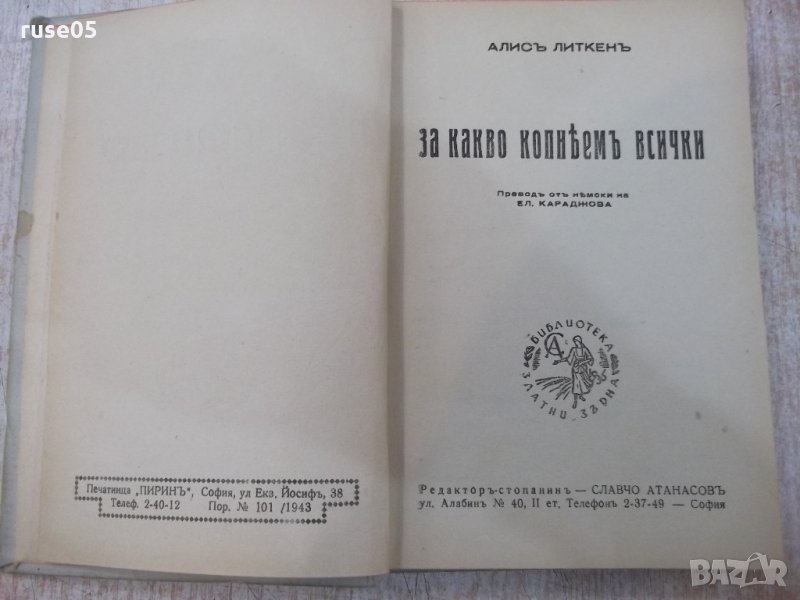 ruse05
Печатница „ПИРИНЪ", София, ул Екз. Йосифъ, 38
Телеф. 2-40-12 Пор. № 101 /1943
АЛИСЪ ЛИТКЕНЪ
ЗА КАКВО КОПНѢЕМЪ ВСИЧКИ
Преводъ отъ нѣмски на
ЕЛ. КАРАДЖОВА
БИБЛИОТЕКА
ЗЛАТНИ ЗЪРНА
Редакторъ-стопанинъ — СЛАВЧО АТАНАСОВЪ
ул. Алабинъ № 40, II ет. Телефонъ 2-37-49 — София
BAZAR